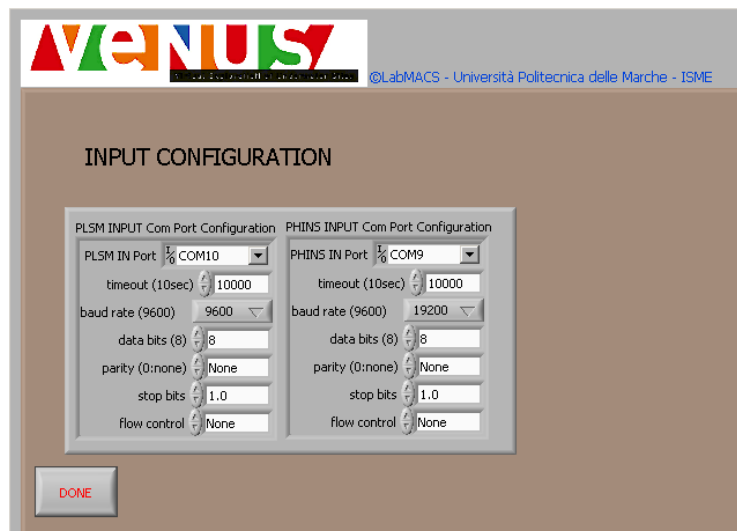 VENUS
©LabMACS - Università Politecnica delle Marche - ISME
INPUT CONFIGURATION
PLSM INPUT Com Port Configuration
PLSM IN Port I/O COM10
timeout (10sec) 10000
baud rate (9600) 9600
data bits (8) 8
parity (0:none) None
stop bits 1.0
flow control None
PHINS INPUT Com Port Configuration
PHINS IN Port I/O COM9
timeout (10sec) 10000
baud rate (9600) 19200
data bits (8) 8
parity (0:none) None
stop bits 1.0
flow control None
DONE